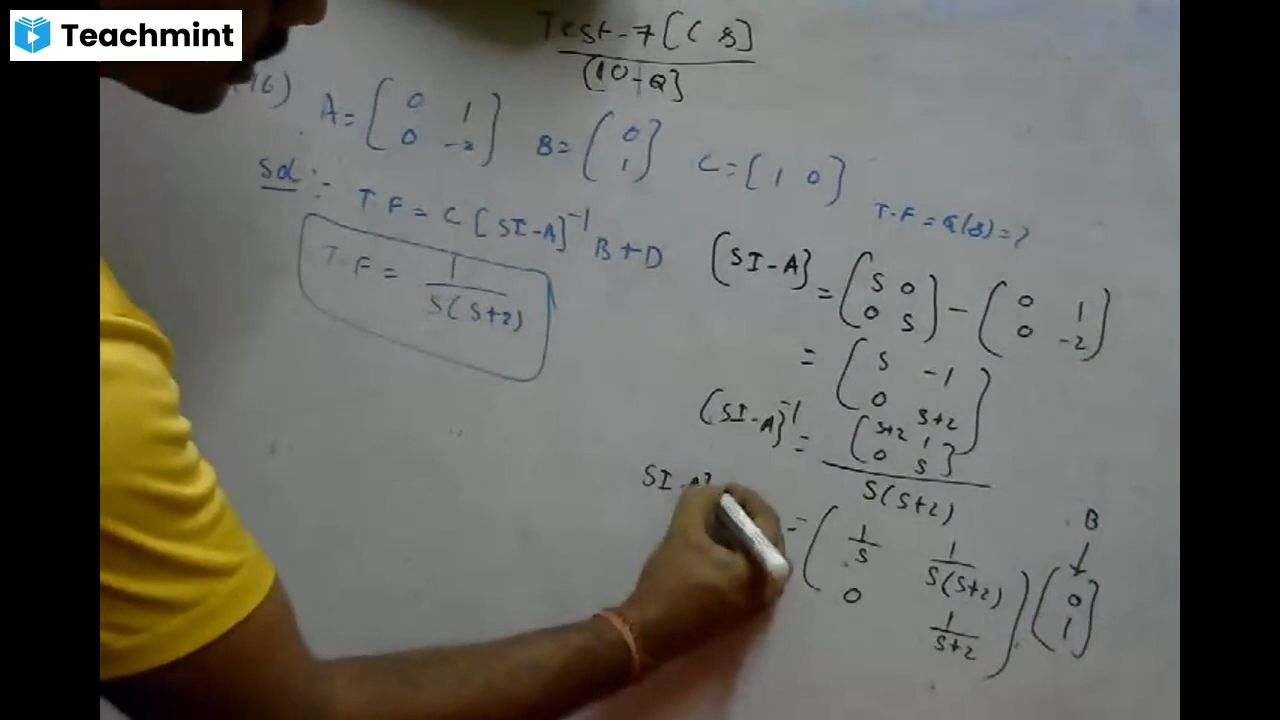 Teachmint
Test-7 [C S]
(10-Q)
16) A = [0 1 0 -2] B = [0 1] C = [1 0] T.F = G(s) = ?
Sol :-
T F = C [SI-A]^-1 B + D
T F = 1/S(S+2)
(SI-A) = (S 0 0 S) - (0 1 0 -2)
= (S -1 0 S+2)
(SI-A)^-1 = (S+2 1 0 S) / S(S+2)
SI-A
= (1/S 1/S(S+2) 0 1/S+2) (0 1)
B
↓